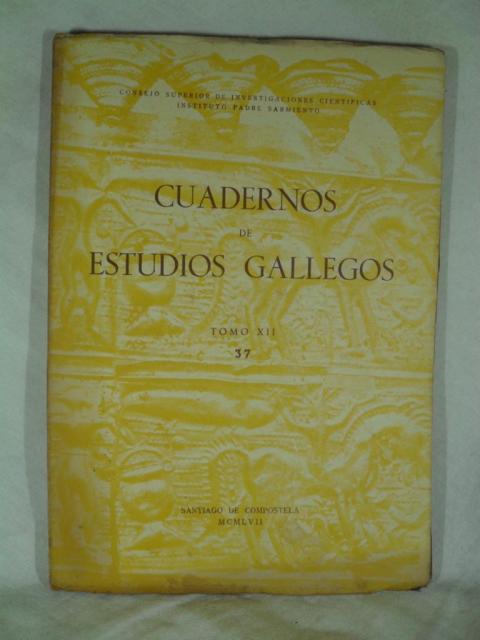 CONSEJO SUPERIOR DE INVESTIGACIONES CIENTIFICAS
INSTITUTO PADRE SARMIENTO
CUADERNOS
DE
ESTUDIOS GALLEGOS
TOMO XII
37
SANTIAGO DE COMPOSTELA
MCMLVII